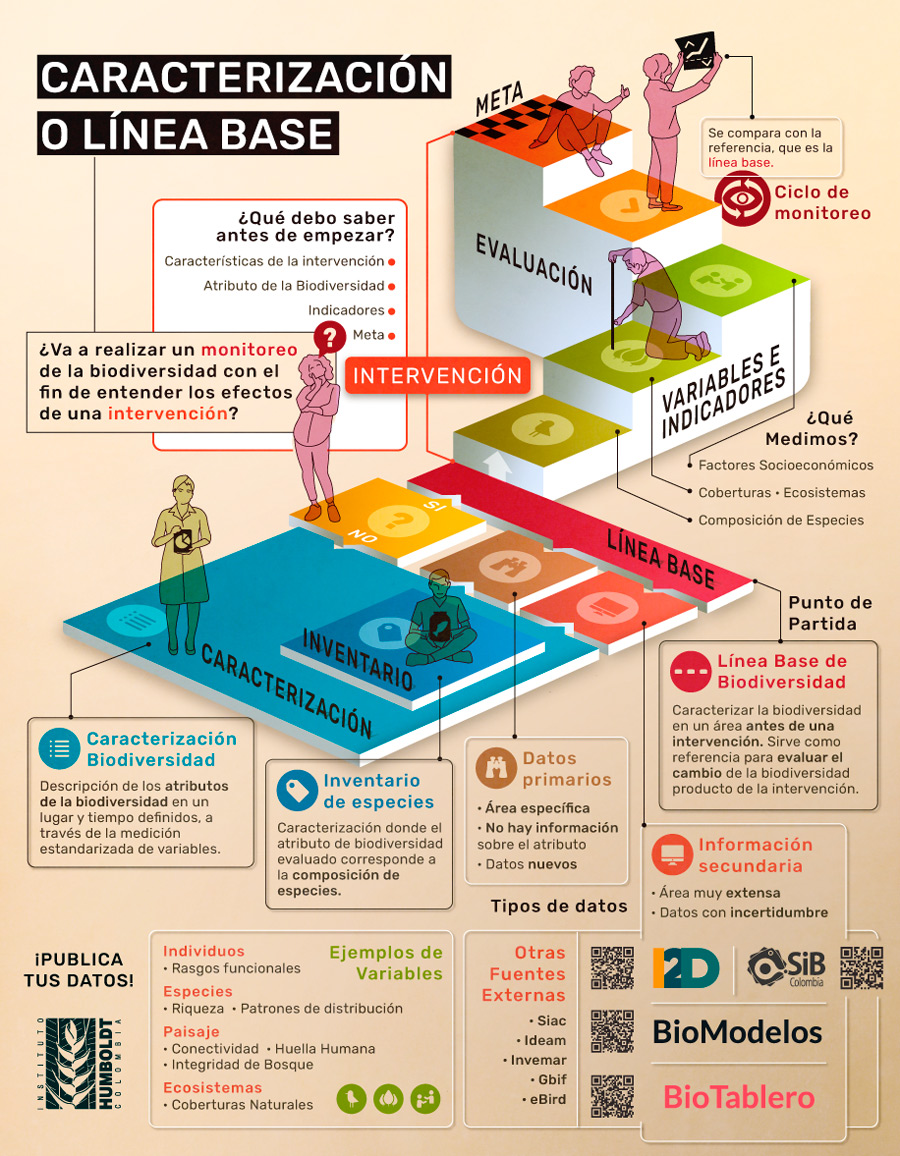 CARACTERIZACIÓN
O LÍNEA BASE
META
Se compara con la
referencia, que es la
línea base.
Ciclo de
monitoreo
¿Qué debo saber
antes de empezar?
Características de la intervención •
Atributo de la Biodiversidad •
Indicadores •
Meta •
EVALUACIÓN
?
¿Va a realizar un monitoreo
de la biodiversidad con el
fin de entender los efectos
de una intervención?
INTERVENCIÓN
VARIABLES E
INDICADORES
¿Qué
Medimos?
• Factores Socioeconómicos
• Coberturas • Ecosistemas
• Composición de Especies
SI
?
NO
LÍNEA BASE
INVENTARIO
CARACTERIZACIÓN
Punto de
Partida
Línea Base de
Biodiversidad
Caracterizar la biodiversidad
en un área antes de una
intervención. Sirve como
referencia para evaluar el
cambio de la biodiversidad
producto de la intervención.
Caracterización
Biodiversidad
Descripción de los atributos
de la biodiversidad en un
lugar y tiempo definidos, a
través de la medición
estandarizada de variables.
Inventario
de especies
Caracterización donde el
atributo de biodiversidad
evaluado corresponde a
la composición de
especies.
Datos
primarios
• Área específica
• No hay información
sobre el atributo
• Datos nuevos
Información
secundaria
• Área muy extensa
• Datos con incertidumbre
Tipos de datos
¡PUBLICA
TUS DATOS!
INSTITUTO
HUMBOLDT
COLOMBIA
Ejemplos de
Variables
Individuos
• Rasgos funcionales
Especies
• Riqueza • Patrones de distribución
Paisaje
• Conectividad • Huella Humana
• Integridad de Bosque
Ecosistemas
• Coberturas Naturales
Otras
Fuentes
Externas
• Siac
• Ideam
• Invemar
• Gbif
• eBird
I2D
SiB
Colombia
BioModelos
BioTablero